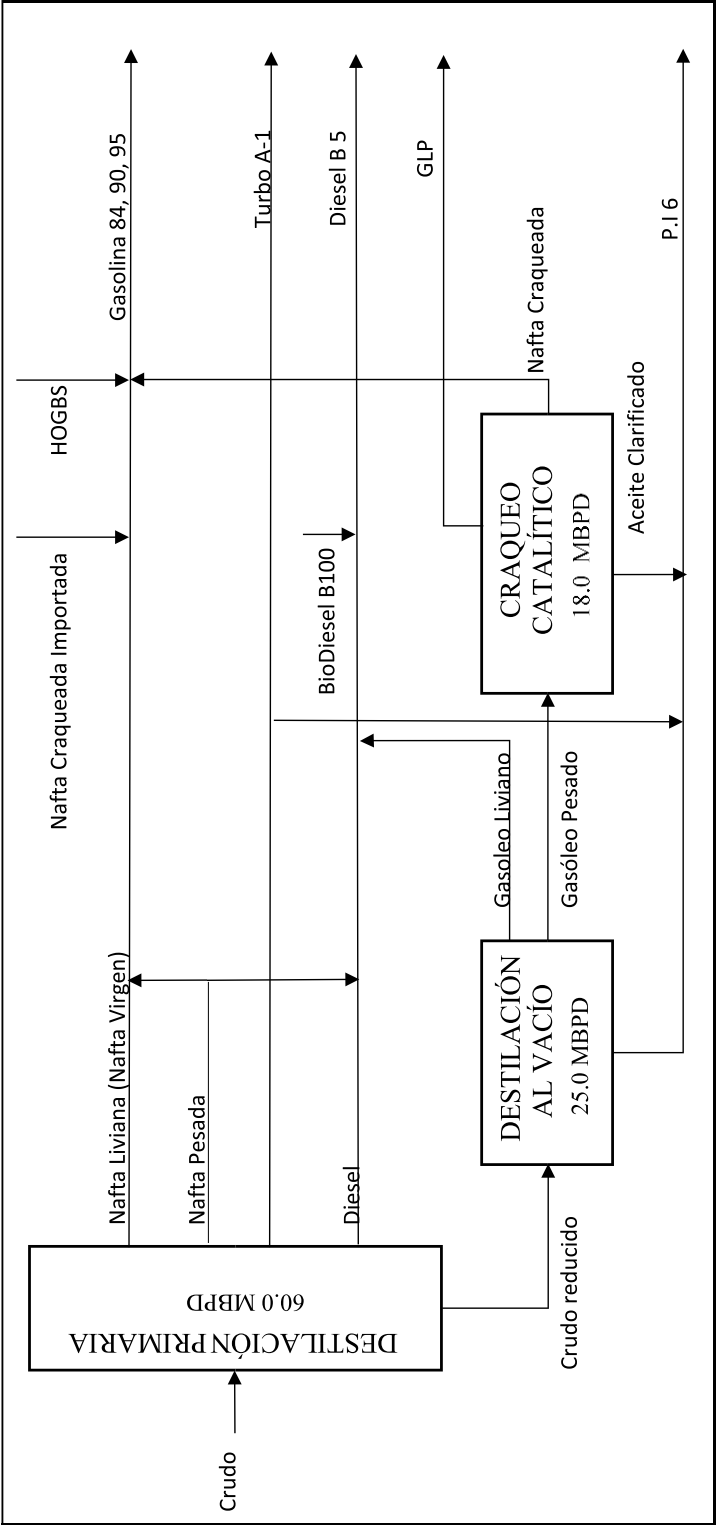 Crudo
DESTILACIÓN PRIMARIA
60.0 MBPD
Nafta Liviana (Nafta Virgen)
Nafta Pesada
Diesel
Crudo reducido
DESTILACIÓN
AL VACÍO
25.0 MBPD
Gasoleo Liviano
Gasóleo Pesado
Nafta Craqueada Importada
HOGBS
BioDiesel B100
CRAQUEO
CATALÍTICO
18.0 MBPD
Aceite Clarificado
Nafta Craqueada
Gasolina 84, 90, 95
Turbo A-1
Diesel B 5
GLP
P.I 6